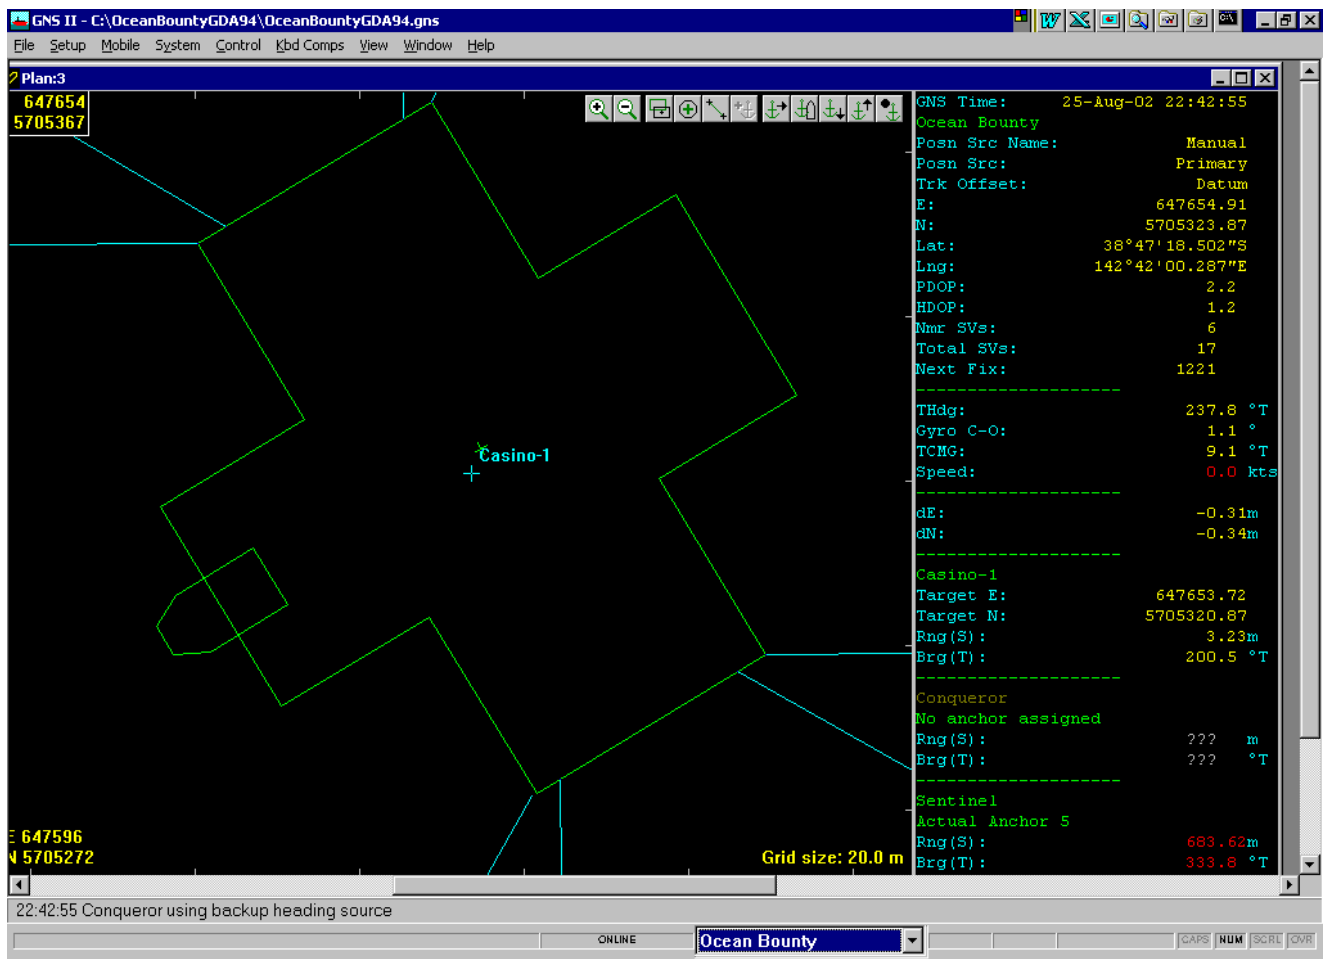 GNS II - C:\OceanBountyGDA94\OceanBountyGDA94.gns
File Setup Mobile System Control Kbd Comps View Window Help
Plan:3
647654
5705367
Casino-1
E 647596
N 5705272
Grid size: 20.0 m
GNS Time: 25-Aug-02 22:42:55
Ocean Bounty
Posn Src Name: Manual
Posn Src: Primary
Trk Offset: Datum
E: 647654.91
N: 5705323.87
Lat: 38°47'18.502"S
Lng: 142°42'00.287"E
PDOP: 2.2
HDOP: 1.2
Nmr SVs: 6
Total SVs: 17
Next Fix: 1221
--------------------
THdg: 237.8 °T
Gyro C-O: 1.1 °
TCMG: 9.1 °T
Speed: 0.0 kts
--------------------
dE: -0.31m
dN: -0.34m
--------------------
Casino-1
Target E: 647653.72
Target N: 5705320.87
Rng(S): 3.23m
Brg(T): 200.5 °T
--------------------
Conqueror
No anchor assigned
Rng(S): ??? m
Brg(T): ??? °T
--------------------
Sentinel
Actual Anchor 5
Rng(S): 683.62m
Brg(T): 333.8 °T
22:42:55 Conqueror using backup heading source
ONLINE
Ocean Bounty
CAPS NUM SCRL OVR